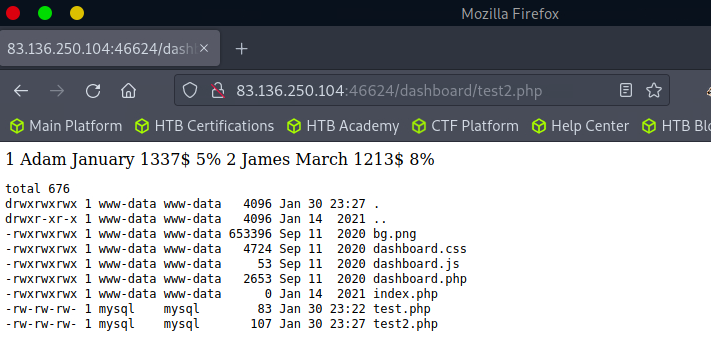 Mozilla Firefox
83.136.250.104:46624/dash
83.136.250.104:46624/dashboard/test2.php
Main Platform HTB Certifications HTB Academy CTF Platform Help Center HTB Bl
1 Adam January 1337$ 5% 2 James March 1213$ 8%
total 676
drwxrwxrwx 1 www-data www-data 4096 Jan 30 23:27 .
drwxr-xr-x 1 www-data www-data 4096 Jan 14 2021 ..
-rwxrwxrwx 1 www-data www-data 653396 Sep 11 2020 bg.png
-rwxrwxrwx 1 www-data www-data 4724 Sep 11 2020 dashboard.css
-rwxrwxrwx 1 www-data www-data 53 Sep 11 2020 dashboard.js
-rwxrwxrwx 1 www-data www-data 2653 Sep 11 2020 dashboard.php
-rwxrwxrwx 1 www-data www-data 0 Jan 14 2021 index.php
-rw-rw-rw- 1 mysql mysql 83 Jan 30 23:22 test.php
-rw-rw-rw- 1 mysql mysql 107 Jan 30 23:27 test2.php